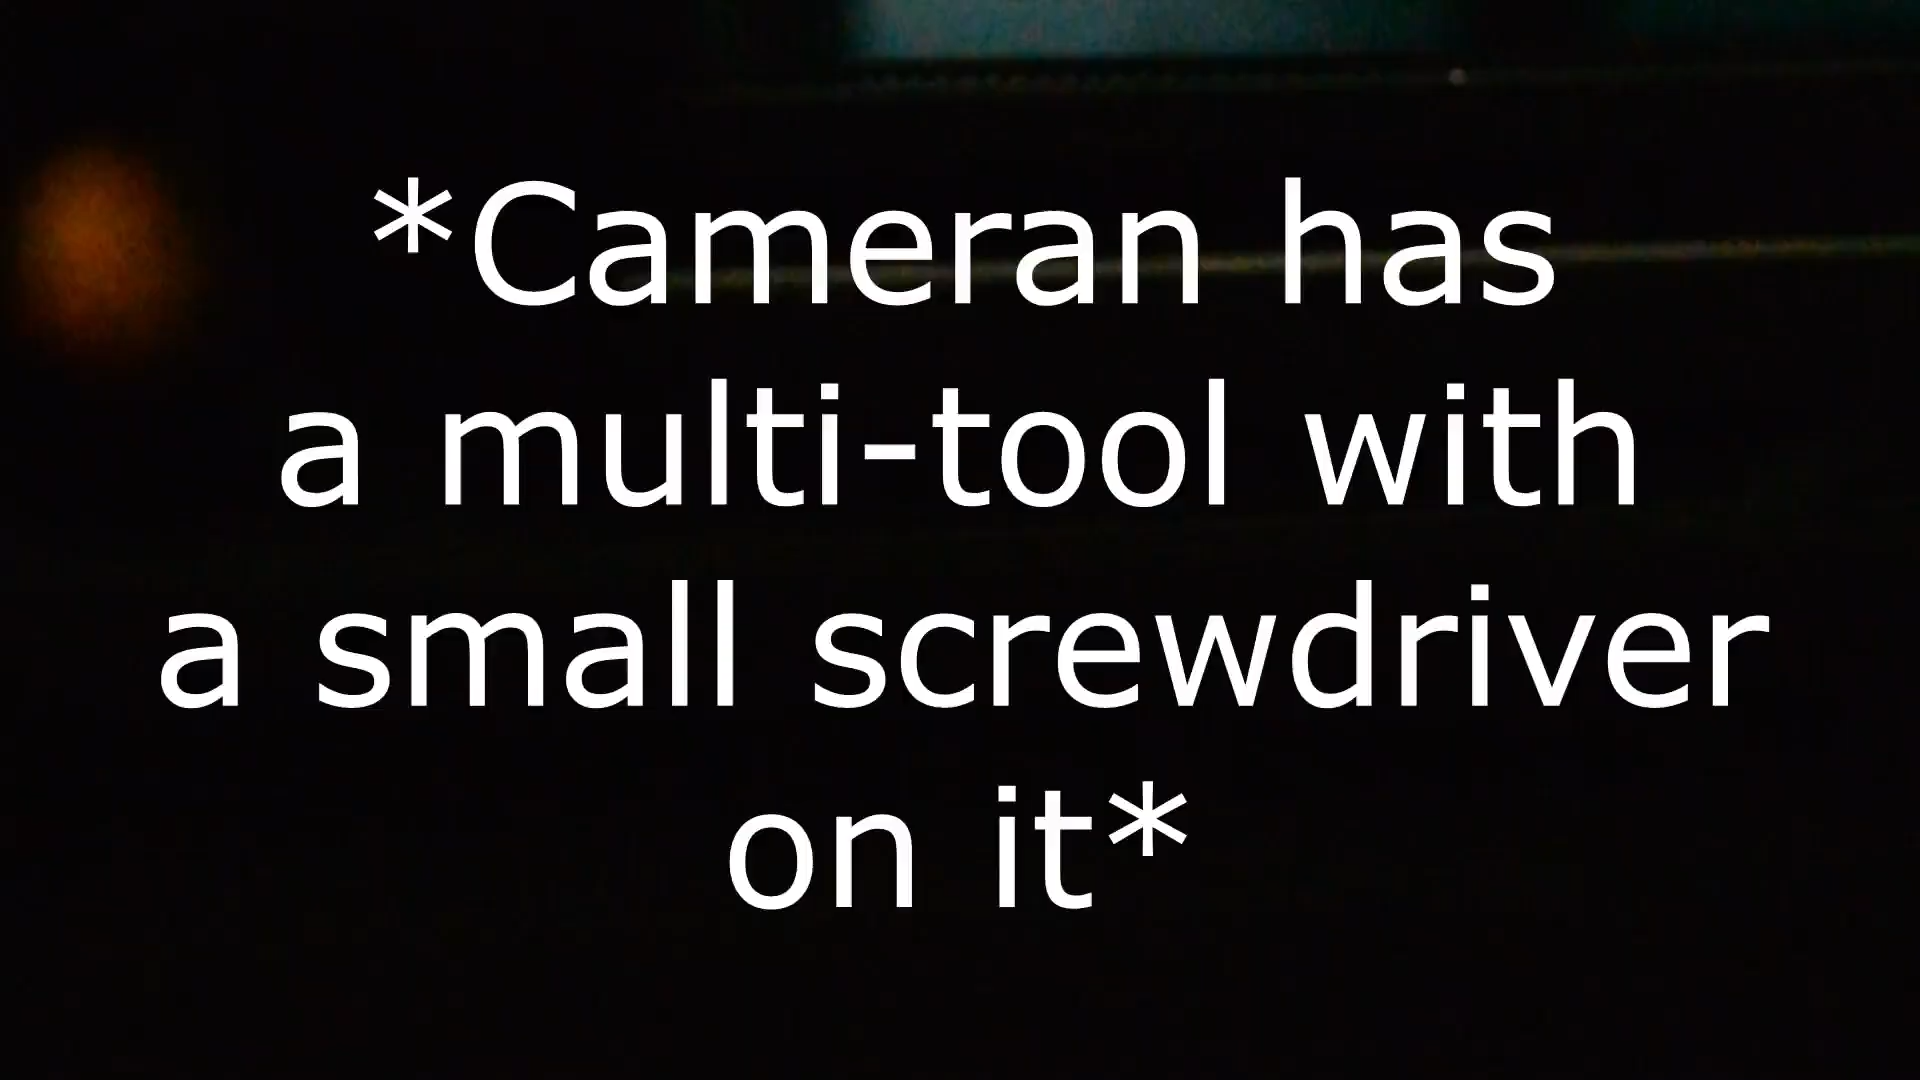 *Cameran has
a multi-tool with
a small screwdriver
on it*